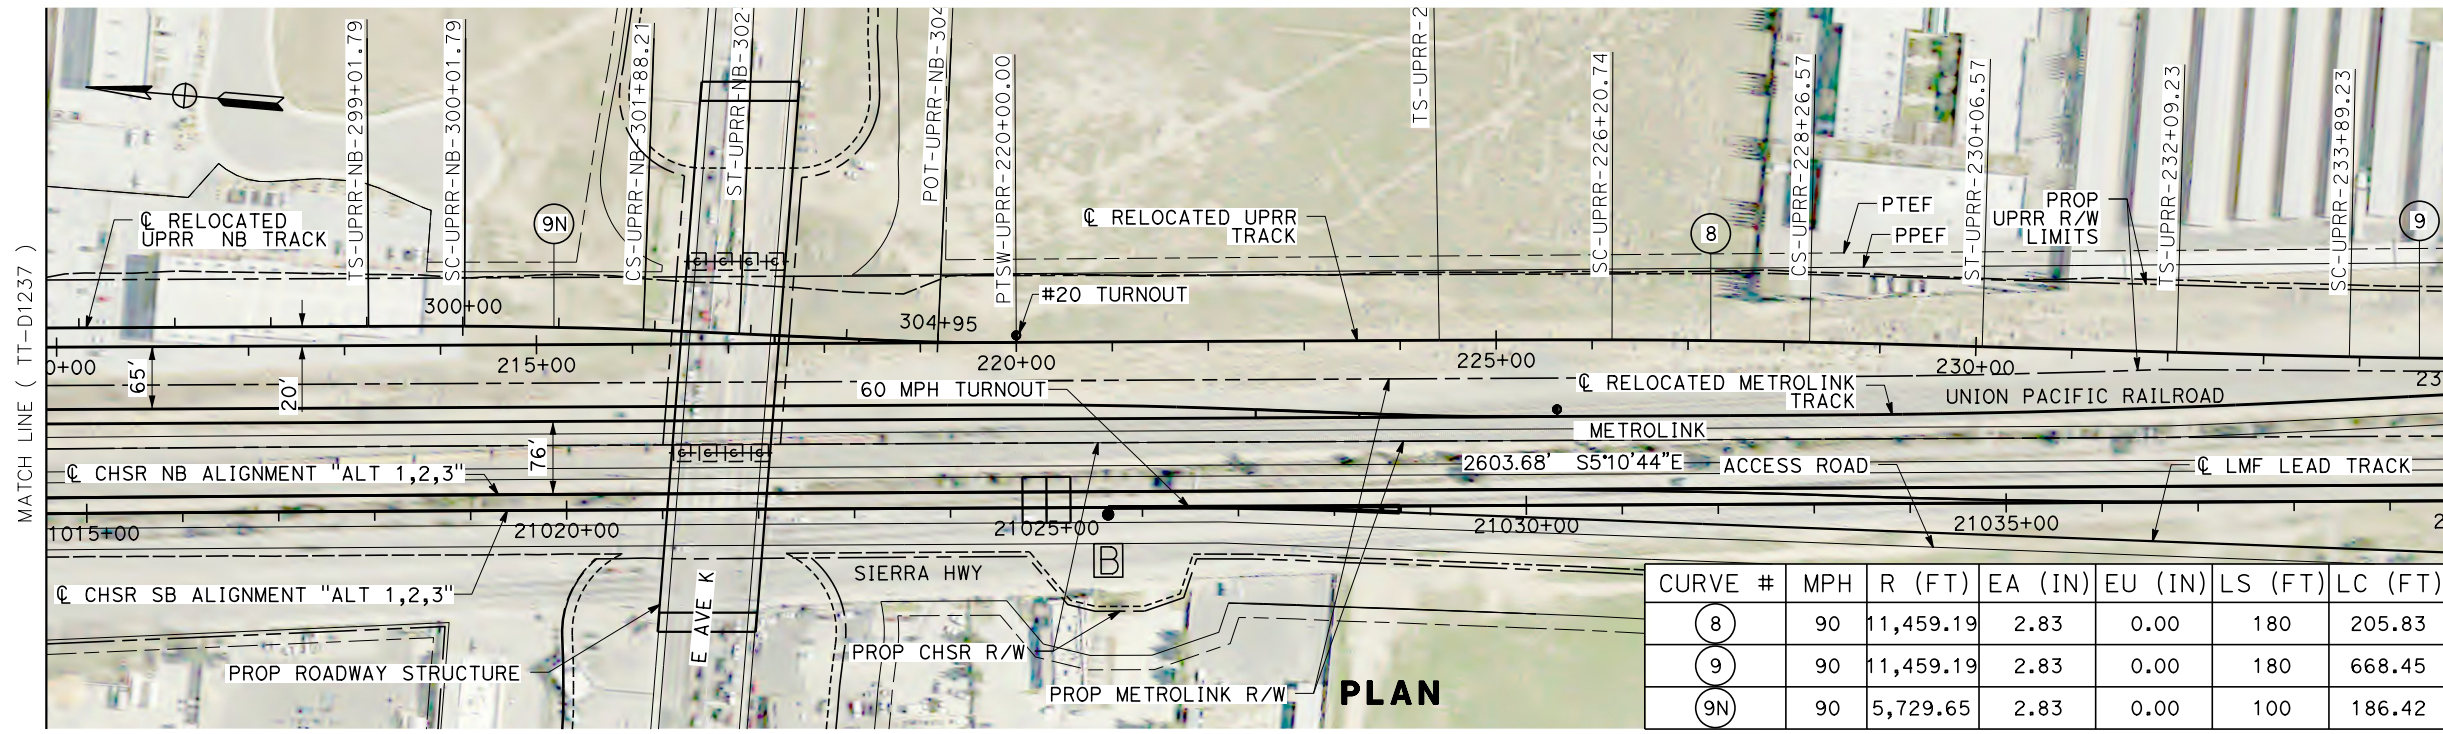 MATCH LINE ( TT-D1237 )
TS-UPRR-NB-299+01.79
SC-UPRR-NB-300+01.79
CS-UPRR-NB-301+88.21
ST-UPRR-NB-302
POT-UPRR-NB-304
PTSW-UPRR-220+00.00
TS-UPRR-2
SC-UPRR-226+20.74
CS-UPRR-228+26.57
ST-UPRR-230+06.57
TS-UPRR-232+09.23
SC-UPRR-233+89.23
℄ RELOCATED
UPRR NB TRACK
9N
℄ RELOCATED UPRR
TRACK
8
PTEF
PPEF
PROP
UPRR R/W
LIMITS
9
300+00
304+95
#20 TURNOUT
0+00
215+00
220+00
225+00
230+00
23
65'
20'
76'
60 MPH TURNOUT
℄ RELOCATED METROLINK
TRACK
UNION PACIFIC RAILROAD
METROLINK
2603.68' S5°10'44"E
ACCESS ROAD
℄ LMF LEAD TRACK
C C C C
C C C C
℄ CHSR NB ALIGNMENT "ALT 1,2,3"
1015+00
21020+00
21025+00
21030+00
21035+00
2
℄ CHSR SB ALIGNMENT "ALT 1,2,3"
SIERRA HWY
B
E AVE K
PROP ROADWAY STRUCTURE
PROP CHSR R/W
PROP METROLINK R/W
PLAN
CURVE # MPH R (FT) EA (IN) EU (IN) LS (FT) LC (FT)
8 90 11,459.19 2.83 0.00 180 205.83
9 90 11,459.19 2.83 0.00 180 668.45
9N 90 5,729.65 2.83 0.00 100 186.42